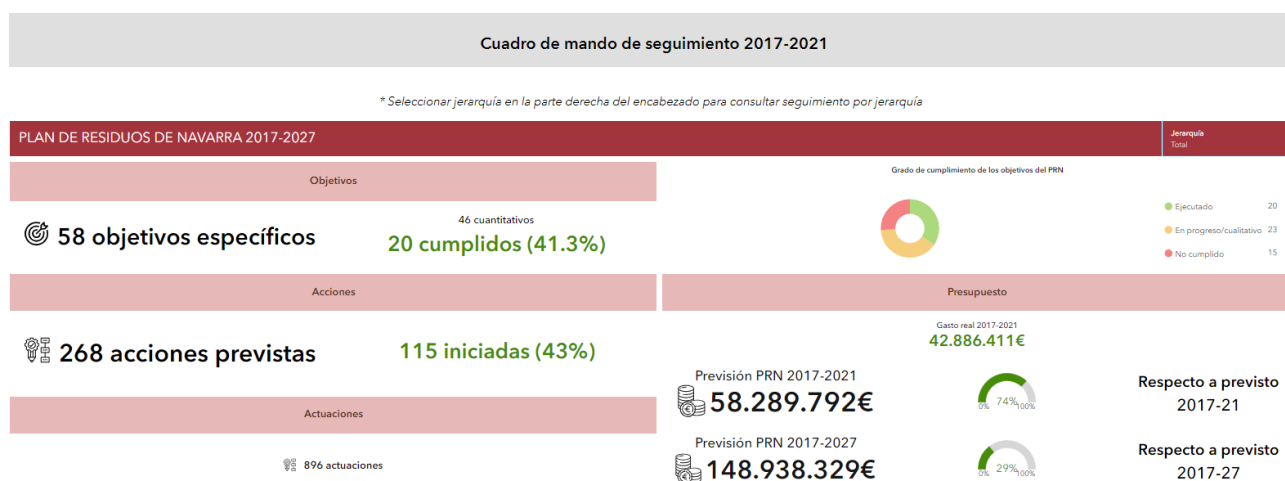 Cuadro de mando de seguimiento 2017-2021
* Seleccionar jerarquía en la parte derecha del encabezado para consultar seguimiento por jerarquía
PLAN DE RESIDUOS DE NAVARRA 2017-2027
Jerarquía
Total
Objetivos
58 objetivos específicos
46 cuantitativos
20 cumplidos (41.3%)
Grado de cumplimiento de los objetivos del PRN
Ejecutado 20
En progreso/cualitativo 23
No cumplido 15
Acciones
268 acciones previstas
115 iniciadas (43%)
Actuaciones
896 actuaciones
Presupuesto
Gasto real 2017-2021
42.886.411€
Previsión PRN 2017-2021
58.289.792€
0% 74% 100%
Respecto a previsto
2017-21
Previsión PRN 2017-2027
148.938.329€
0% 29% 100%
Respecto a previsto
2017-27